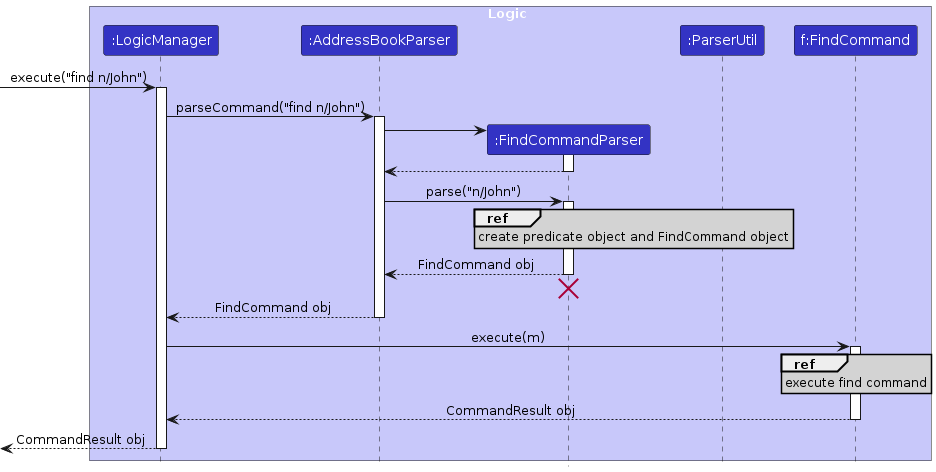 Logic
:LogicManager
:AddressBookParser
:ParserUtil
f:FindCommand
execute("find n/John")
parseCommand("find n/John")
:FindCommandParser
parse("n/John")
ref
create predicate object and FindCommand object
FindCommand obj
FindCommand obj
execute(m)
ref
execute find command
CommandResult obj
CommandResult obj